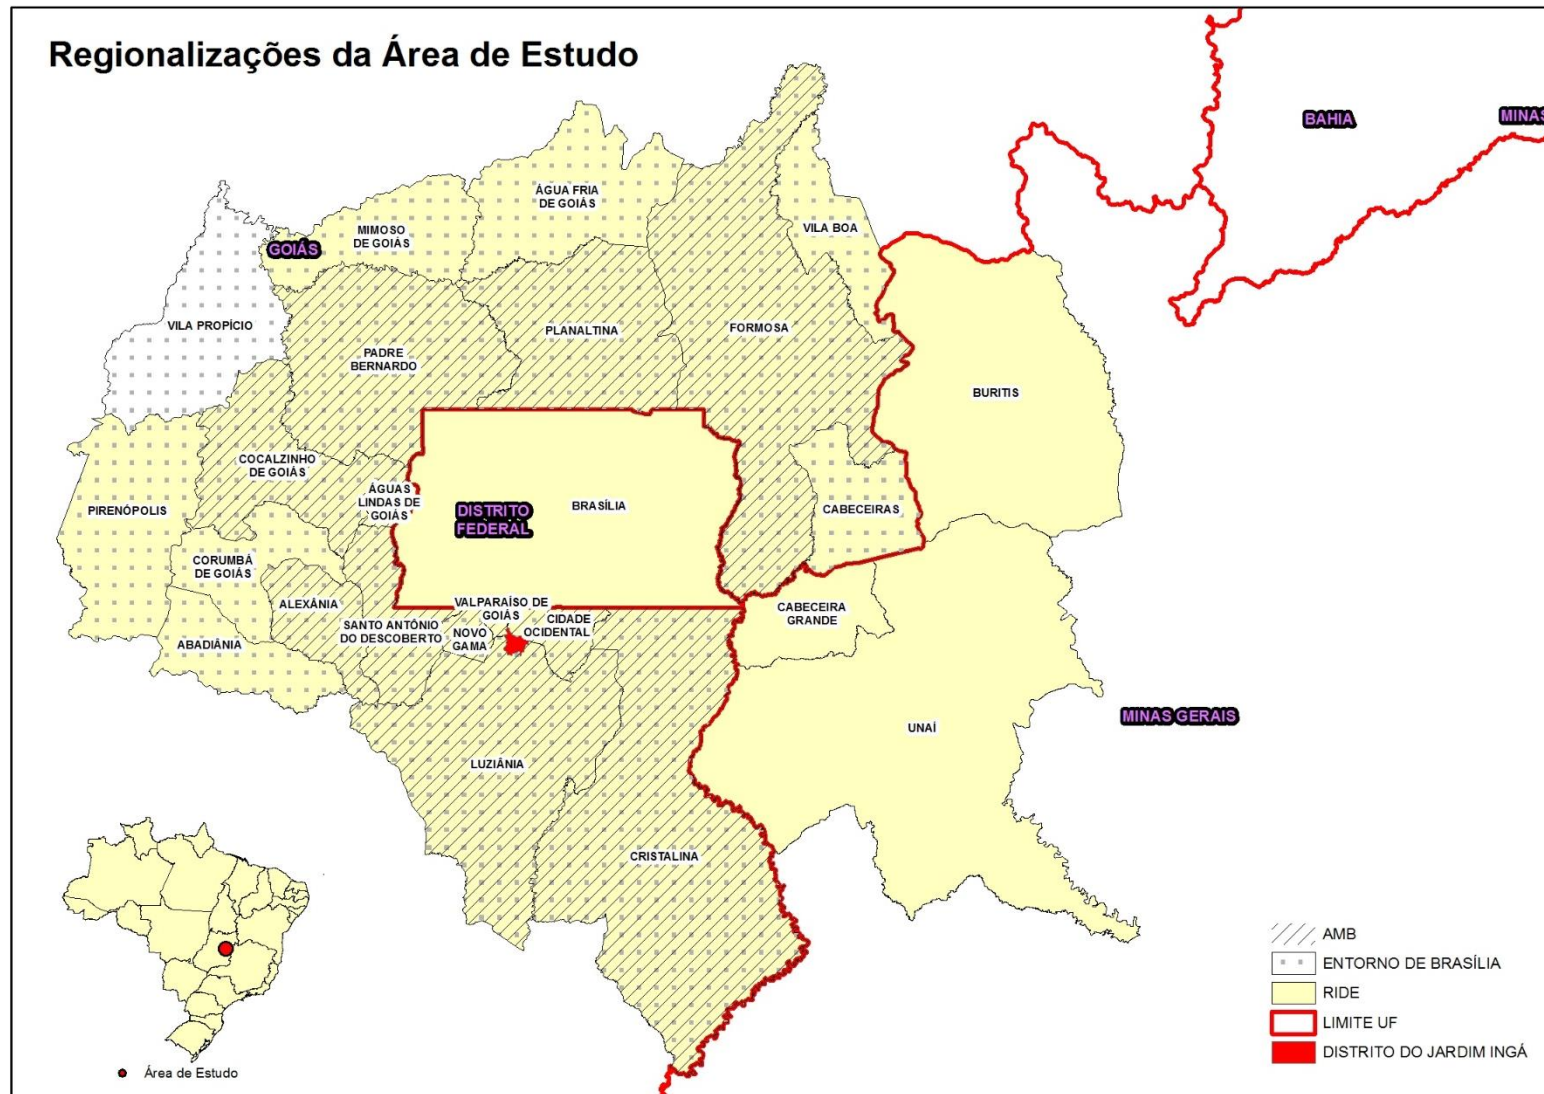 Regionalizações da Área de Estudo
BAHIA
MINAS
ÁGUA FRIA
DE GOIÁS
MIMOSO
DE GOIÁS
GOIÁS
VILA BOA
VILA PROPÍCIO
PLANALTINA
FORMOSA
PADRE
BERNARDO
BURITIS
COCALZINHO
DE GOIÁS
ÁGUAS
LINDAS DE
GOIÁS
PIRENÓPOLIS
DISTRITO
FEDERAL
BRASÍLIA
CABECEIRAS
CORUMBÁ
DE GOIÁS
ALEXÂNIA
VALPARAÍSO DE
GOIÁS
CIDADE
OCIDENTAL
CABECEIRA
GRANDE
SANTO ANTÔNIO
DO DESCOBERTO
NOVO
GAMA
ABADIÂNIA
MINAS GERAIS
UNAÍ
LUZIÂNIA
CRISTALINA
AMB
ENTORNO DE BRASÍLIA
RIDE
LIMITE UF
DISTRITO DO JARDIM INGÁ
Área de Estudo